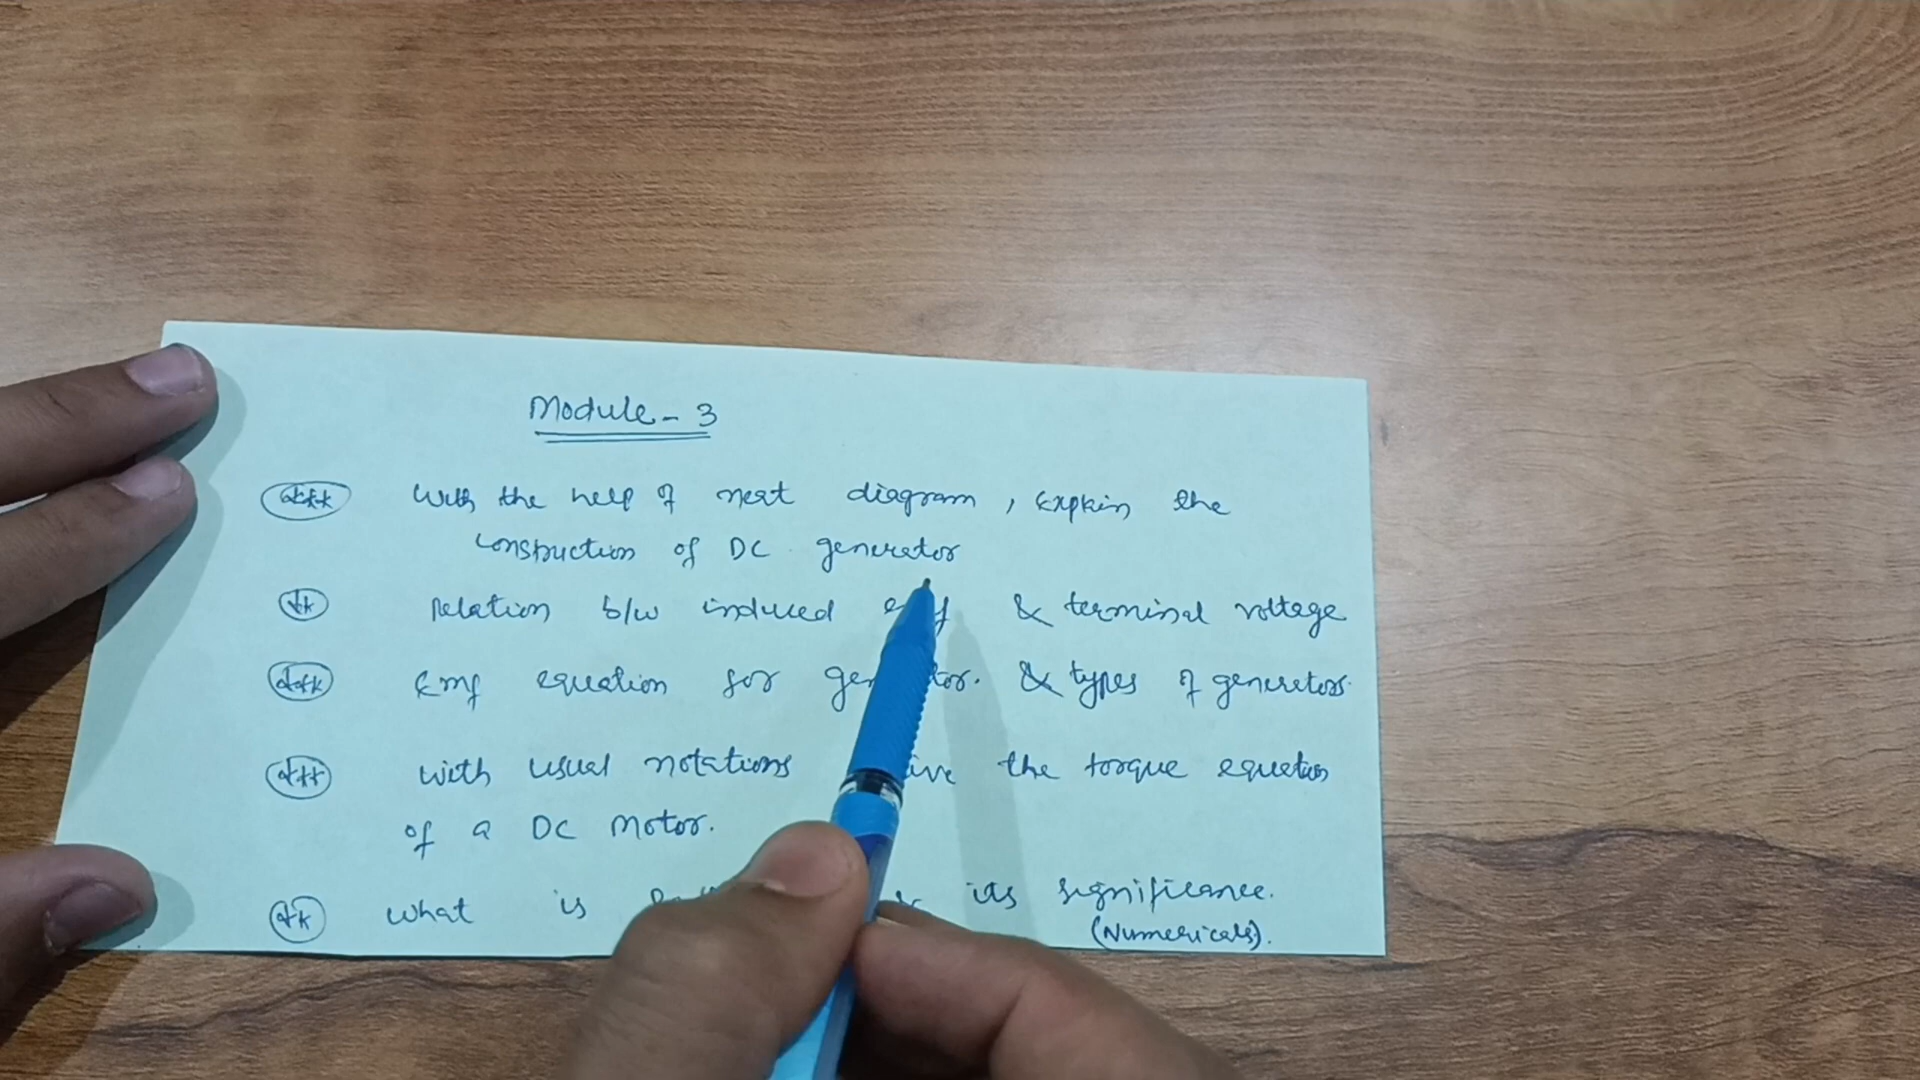 Module - 3
*** With the help of neat diagram, explain the
construction of DC generator
** Relation b/w induced & terminal voltage
*** Emf equation for & types of generators.
*** With usual notations the torque equation
of a DC Motor.
** What is its significance.
(Numericals).